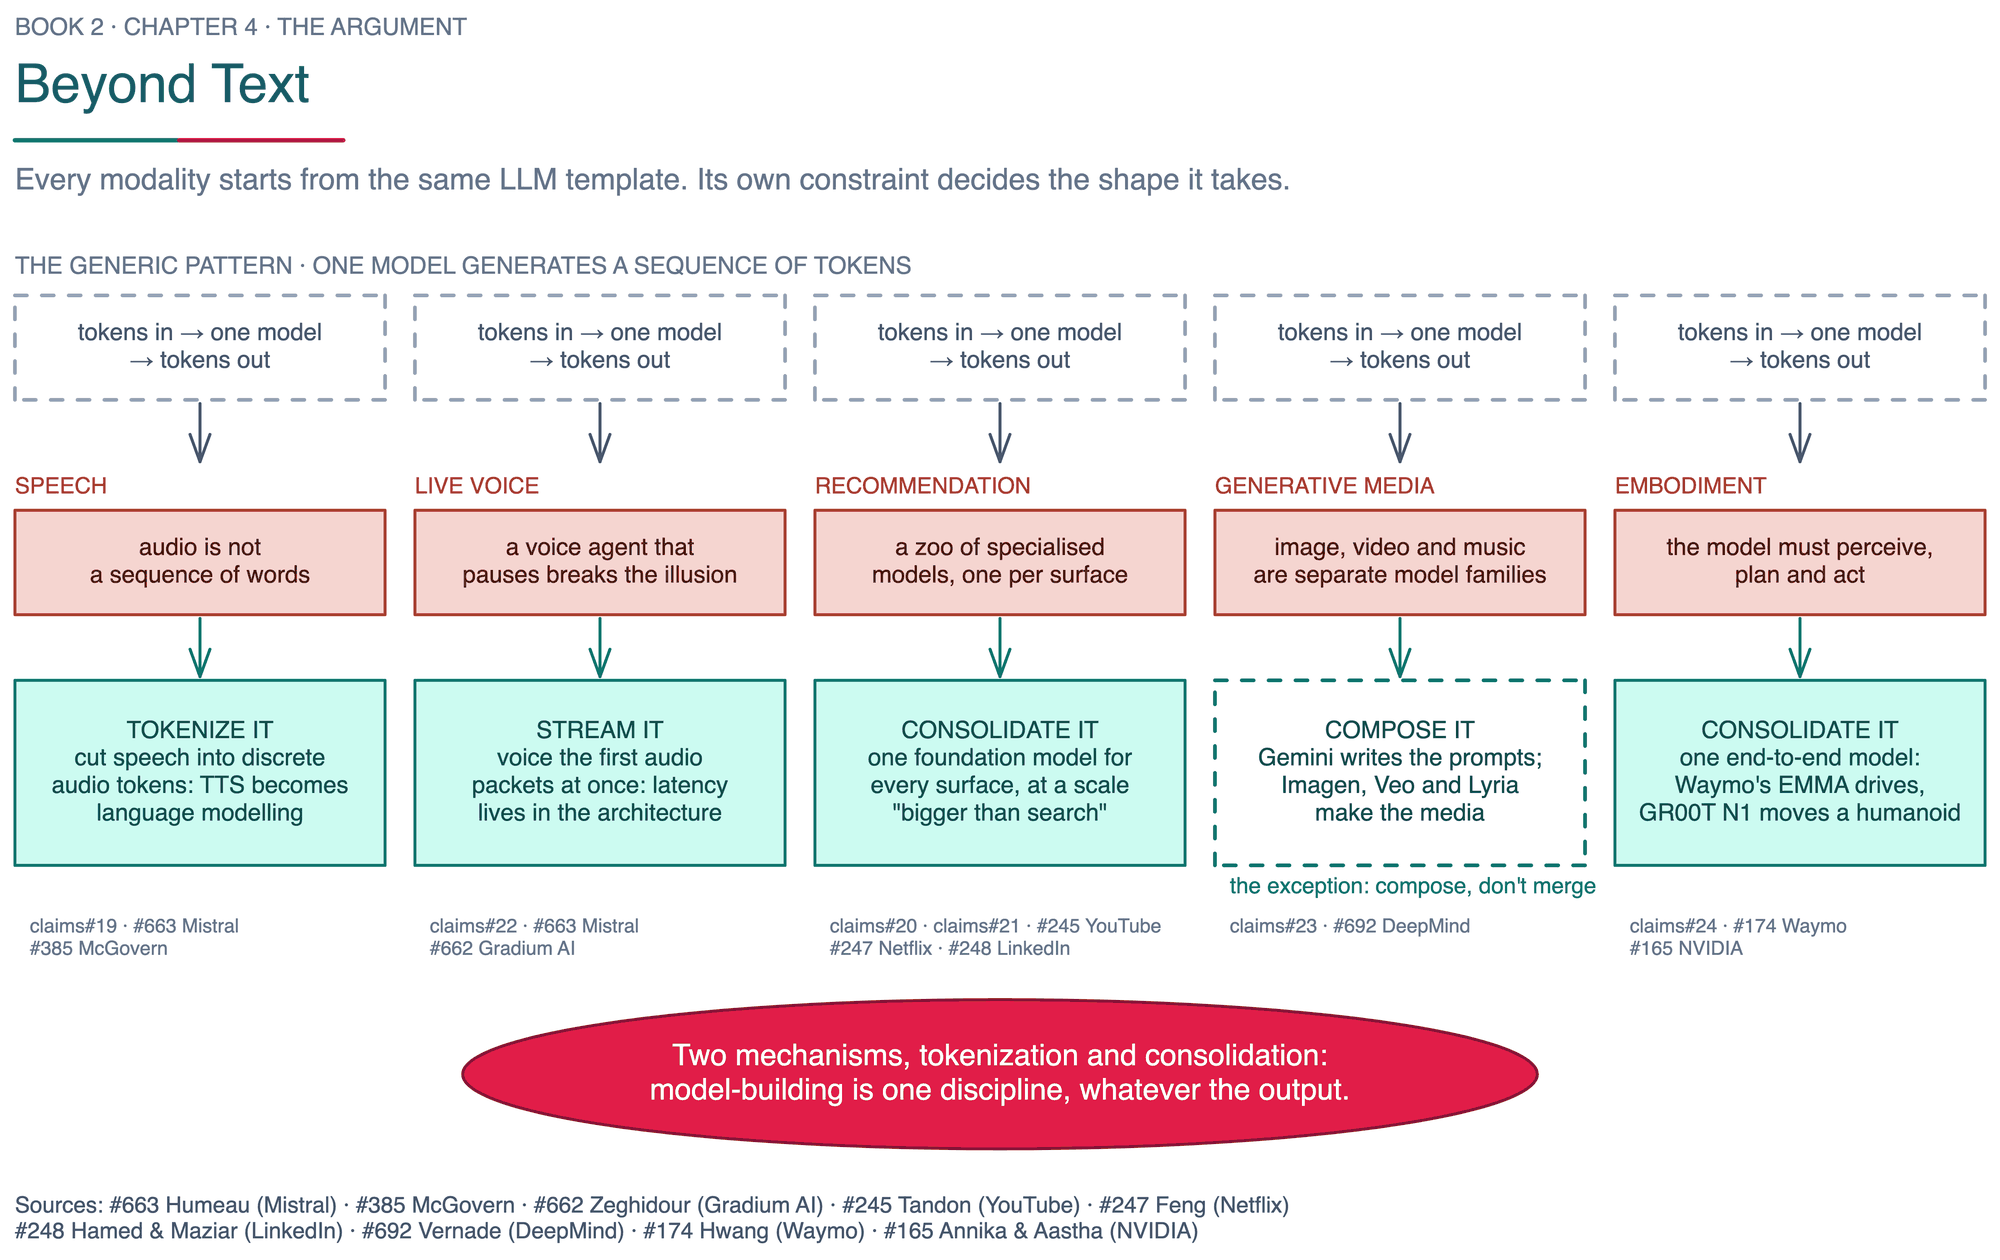 BOOK 2 · CHAPTER 4 · THE ARGUMENT
Beyond Text
Every modality starts from the same LLM template. Its own constraint decides the shape it takes.
THE GENERIC PATTERN · ONE MODEL GENERATES A SEQUENCE OF TOKENS
tokens in → one model
→ tokens out
tokens in → one model
→ tokens out
tokens in → one model
→ tokens out
tokens in → one model
→ tokens out
tokens in → one model
→ tokens out
SPEECH
audio is not
a sequence of words
TOKENIZE IT
cut speech into discrete
audio tokens: TTS becomes
language modelling
claims#19 · #663 Mistral
#385 McGovern
LIVE VOICE
a voice agent that
pauses breaks the illusion
STREAM IT
voice the first audio
packets at once: latency
lives in the architecture
claims#22 · #663 Mistral
#662 Gradium AI
RECOMMENDATION
a zoo of specialised
models, one per surface
CONSOLIDATE IT
one foundation model for
every surface, at a scale
"bigger than search"
claims#20 · claims#21 · #245 YouTube
#247 Netflix · #248 LinkedIn
GENERATIVE MEDIA
image, video and music
are separate model families
COMPOSE IT
Gemini writes the prompts;
Imagen, Veo and Lyria
make the media
the exception: compose, don't merge
claims#23 · #692 DeepMind
EMBODIMENT
the model must perceive,
plan and act
CONSOLIDATE IT
one end-to-end model:
Waymo's EMMA drives,
GR00T N1 moves a humanoid
claims#24 · #174 Waymo
#165 NVIDIA
Two mechanisms, tokenization and consolidation:
model-building is one discipline, whatever the output.
Sources: #663 Humeau (Mistral) · #385 McGovern · #662 Zeghidour (Gradium AI) · #245 Tandon (YouTube) · #247 Feng (Netflix)
#248 Hamed & Maziar (LinkedIn) · #692 Vernade (DeepMind) · #174 Hwang (Waymo) · #165 Annika & Aastha (NVIDIA)